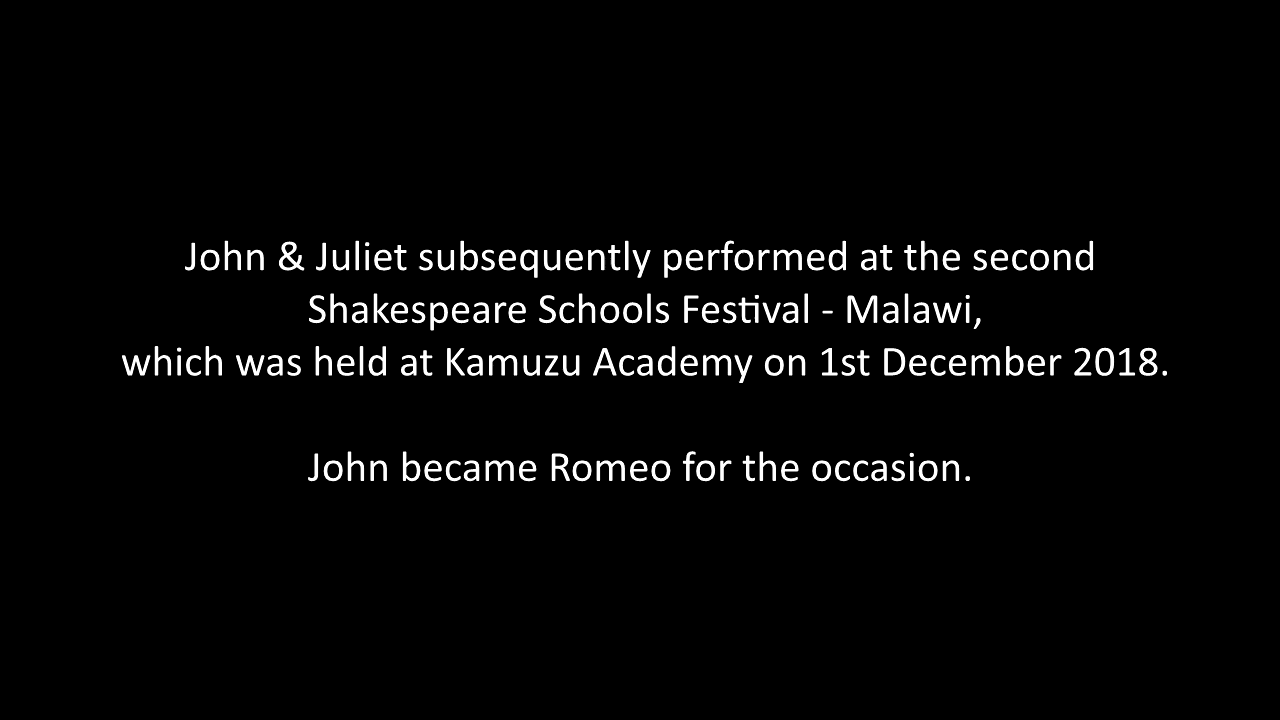 John & Juliet subsequently performed at the second
Shakespeare Schools Festival - Malawi,
which was held at Kamuzu Academy on 1st December 2018.
John became Romeo for the occasion.